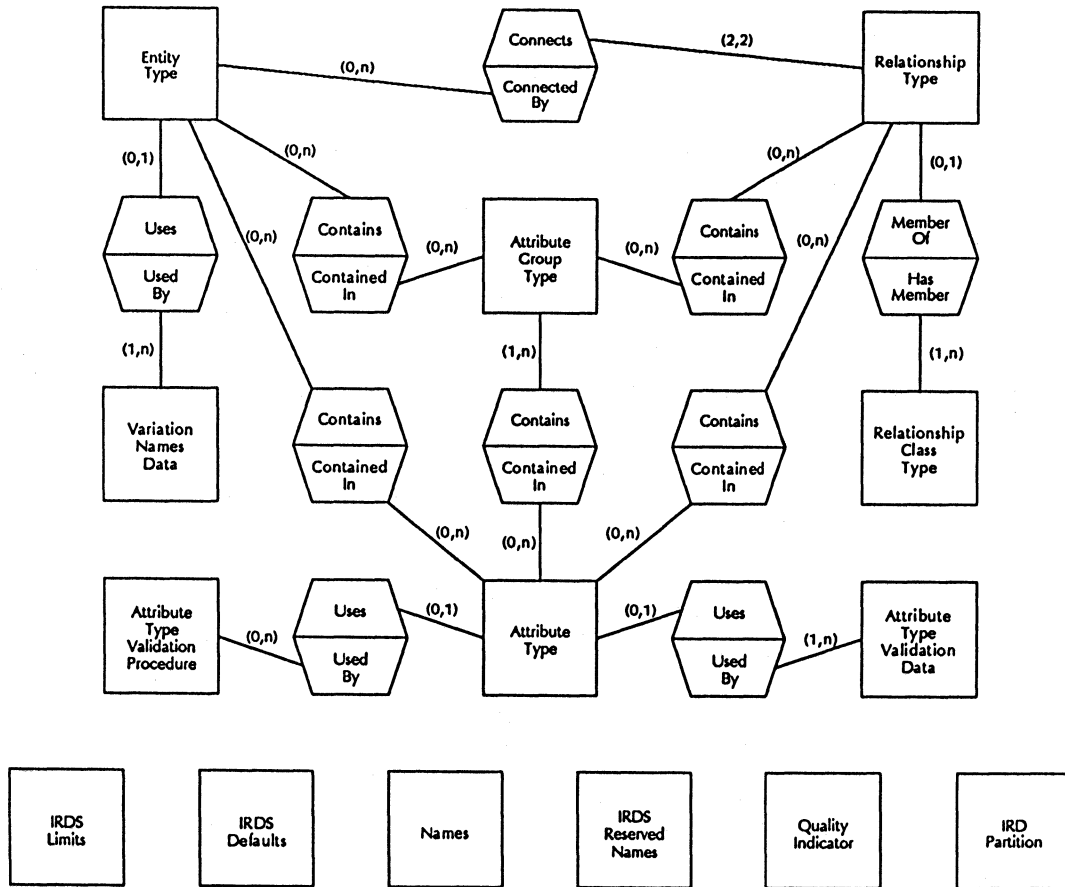 Entity
Type
(0,n)
Connects
Connected
By
(2,2)
Relationship
Type
(0,1)
(0,n)
(0,n)
(0,n)
(0,1)
(0,n)
Uses
Used
By
Contains
Contained
In
(0,n)
Attribute
Group
Type
(0,n)
Contains
Contained
In
Member
Of
Has
Member
(1,n)
(1,n)
(1,n)
Variation
Names
Data
Contains
Contained
In
Contains
Contained
In
Contains
Contained
In
Relationship
Class
Type
(0,n)
(0,n)
(0,n)
Attribute
Type
Validation
Procedure
(0,n)
Uses
Used
By
(0,1)
Attribute
Type
(0,1)
Uses
Used
By
(1,n)
Attribute
Type
Validation
Data
IRDS
Limits
IRDS
Defaults
Names
IRDS
Reserved
Names
Quality
Indicator
IRD
Partition